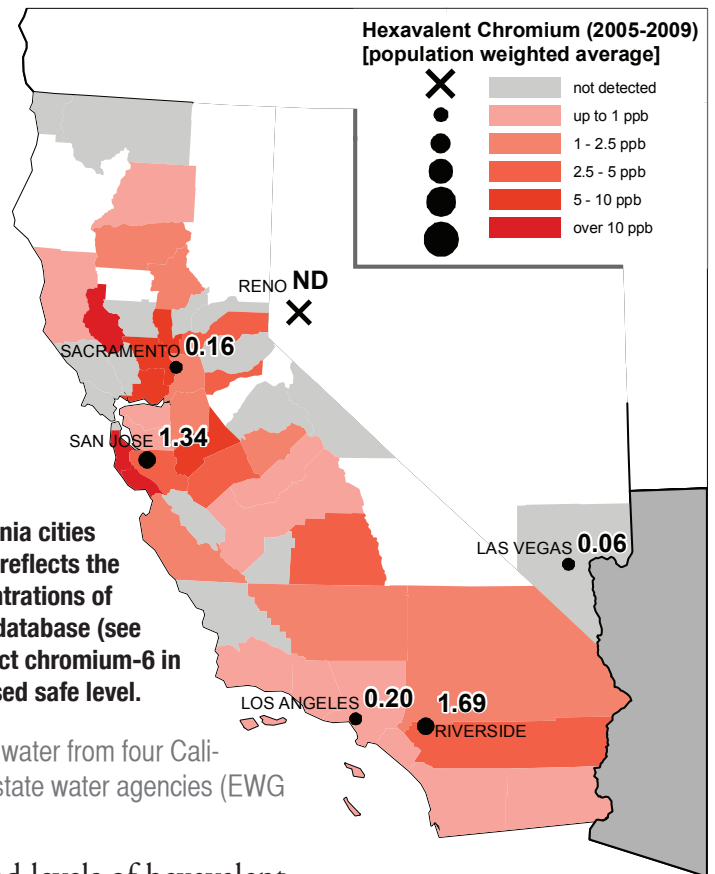 Hexavalent Chromium (2005-2009)
[population weighted average]
not detected
up to 1 ppb
1 - 2.5 ppb
2.5 - 5 ppb
5 - 10 ppb
over 10 ppb
RENO ND
SACRAMENTO 0.16
SAN JOSE 1.34
LAS VEGAS 0.06
LOS ANGELES 0.20
1.69
RIVERSIDE
nia cities
reflects the
ntrations of
database (see
ct chromium-6 in
sed safe level.
water from four Cali-
state water agencies (EWG